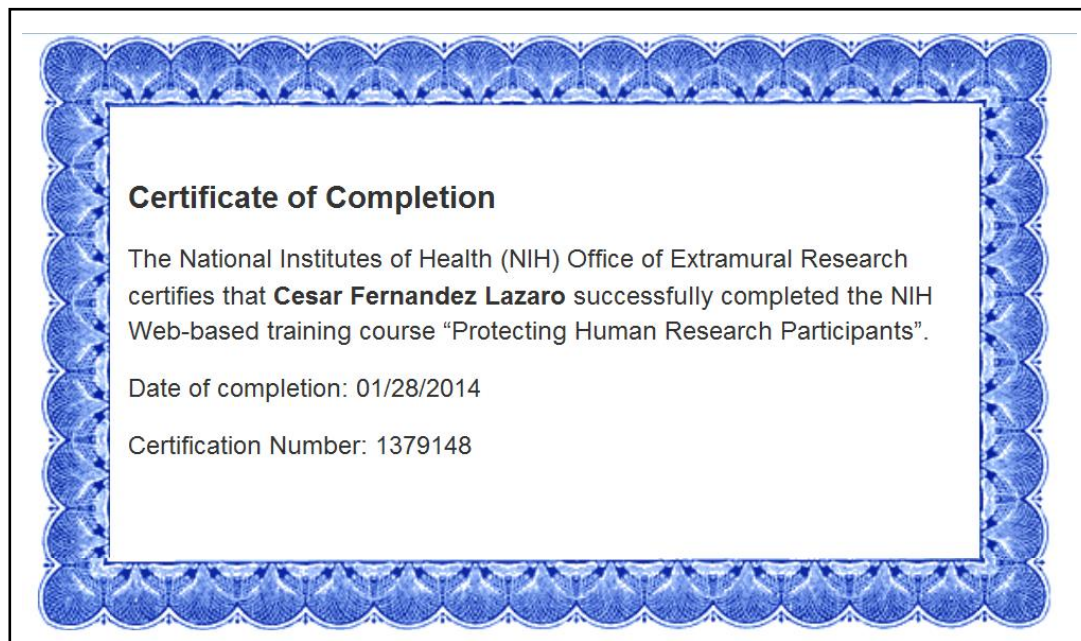 Certificate of Completion
The National Institutes of Health (NIH) Office of Extramural Research
certifies that Cesar Fernandez Lazaro successfully completed the NIH
Web-based training course “Protecting Human Research Participants”.
Date of completion: 01/28/2014
Certification Number: 1379148